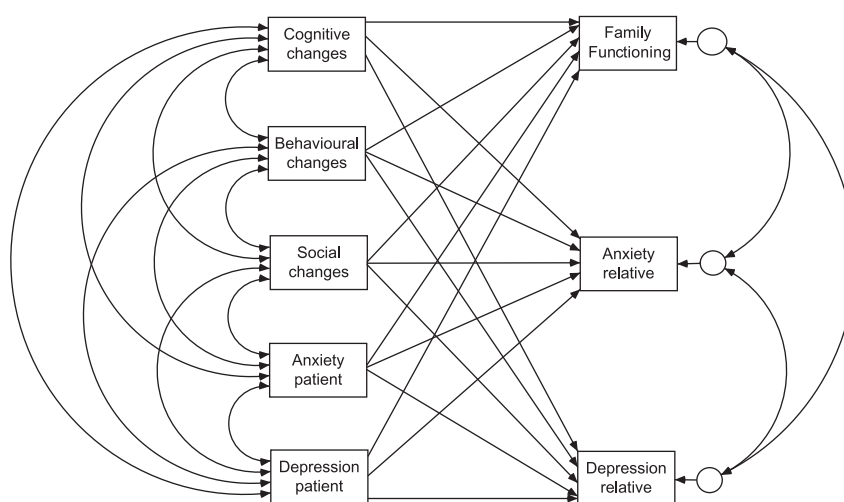 Cognitive
changes
Family
Functioning
Behavioural
changes
Social
changes
Anxiety
relative
Anxiety
patient
Depression
patient
Depression
relative